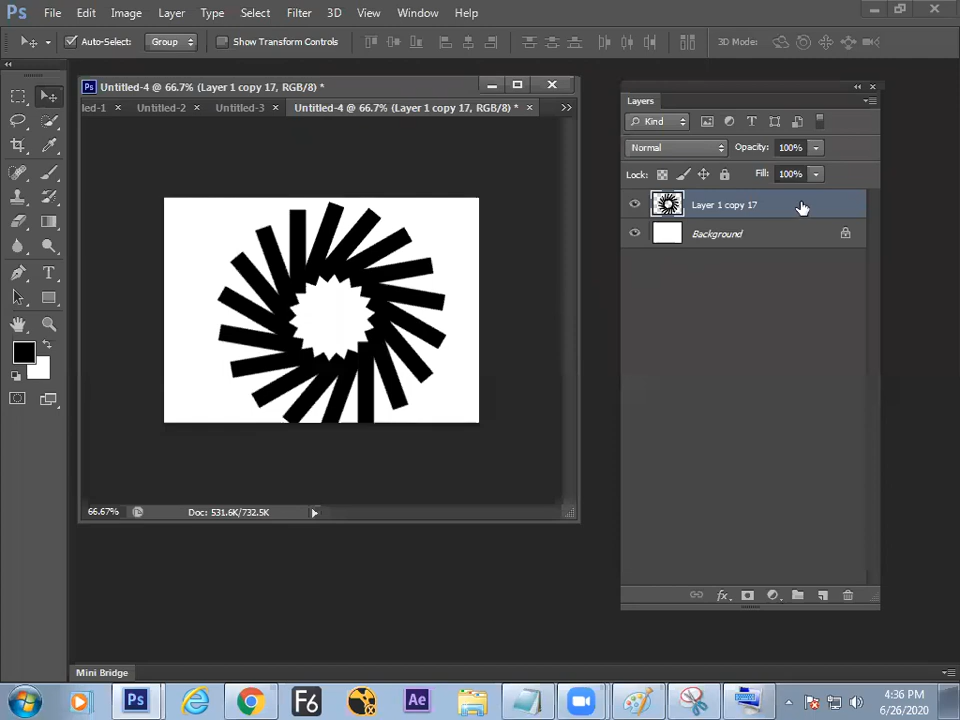 Ps File Edit Image Layer Type Select Filter 3D View Window Help
Auto-Select: Group Show Transform Controls 3D Mode:
Ps Untitled-4 @ 66.7% (Layer 1 copy 17, RGB/8) *
led-1 × Untitled-2 × Untitled-3 × Untitled-4 @ 66.7% (Layer 1 copy 17, RGB/8) * ×
Layers
Kind
Normal Opacity: 100%
Lock: Fill: 100%
Layer 1 copy 17
Background
66.67% Doc: 531.6K/732.5K
fx
Mini Bridge
Ps F6 Ae
4:36 PM
6/26/2020